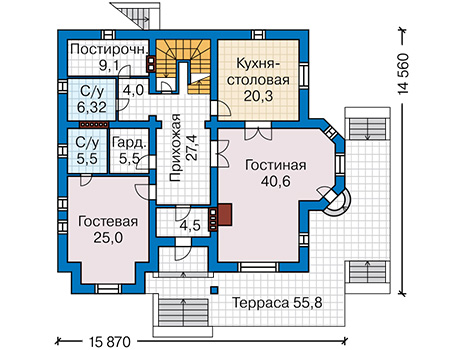 Постирочн.
9,1
Кухня-
столовая
20,3
С/у
6,32
4,0
14 560
Прихожая
27,4
С/у
5,5
Гард.
5,5
Гостиная
40,6
Гостевая
25,0
4,5
Терраса 55,8
15 870